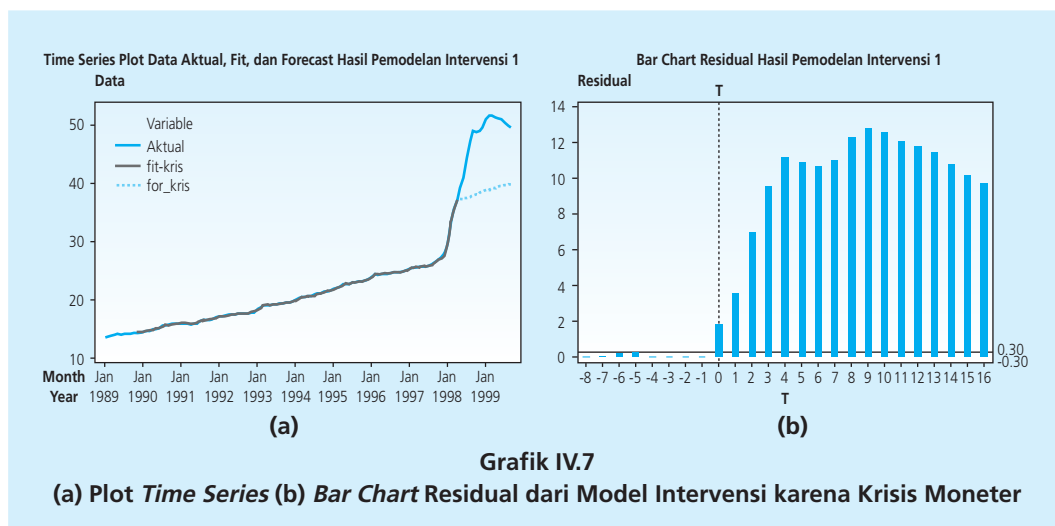 Time Series Plot Data Aktual, Fit, dan Forecast Hasil Pemodelan Intervensi 1
Data
50
40
30
20
10
Variable
Aktual
fit-kris
for_kris
Month Jan Jan Jan Jan Jan Jan Jan Jan Jan Jan Jan
Year 1989 1990 1991 1992 1993 1994 1995 1996 1997 1998 1999
(a)
Bar Chart Residual Hasil Pemodelan Intervensi 1
Residual
T
14
12
10
8
6
4
2
0
0.30
-0.30
-8 -7 -6 -5 -4 -3 -2 -1 0 1 2 3 4 5 6 7 8 9 10 11 12 13 14 15 16
T
(b)
Grafik IV.7
(a) Plot Time Series (b) Bar Chart Residual dari Model Intervensi karena Krisis Moneter